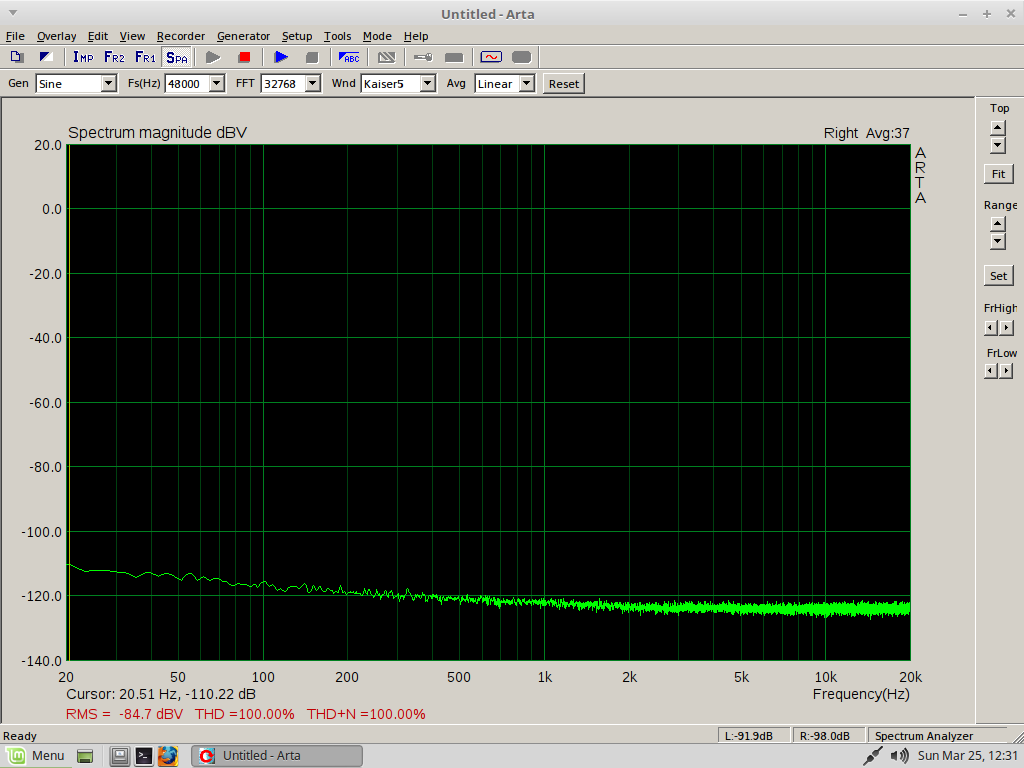 Untitled - Arta
File Overlay Edit View Recorder Generator Setup Tools Mode Help
IMP FR2 FR1 SPA ABC
Gen Sine Fs(Hz) 48000 FFT 32768 Wnd Kaiser5 Avg Linear Reset
Spectrum magnitude dBV Right Avg:37
Top
20.0
0.0
-20.0
-40.0
-60.0
-80.0
-100.0
-120.0
-140.0
A
R
T
A
Fit
Range
Set
FrHigh
FrLow
20 50 100 200 500 1k 2k 5k 10k 20k
Cursor: 20.51 Hz, -110.22 dB Frequency(Hz)
RMS = -84.7 dBV THD =100.00% THD+N =100.00%
Ready L:-91.9dB R:-98.0dB Spectrum Analyzer
Menu Untitled - Arta Sun Mar 25, 12:31